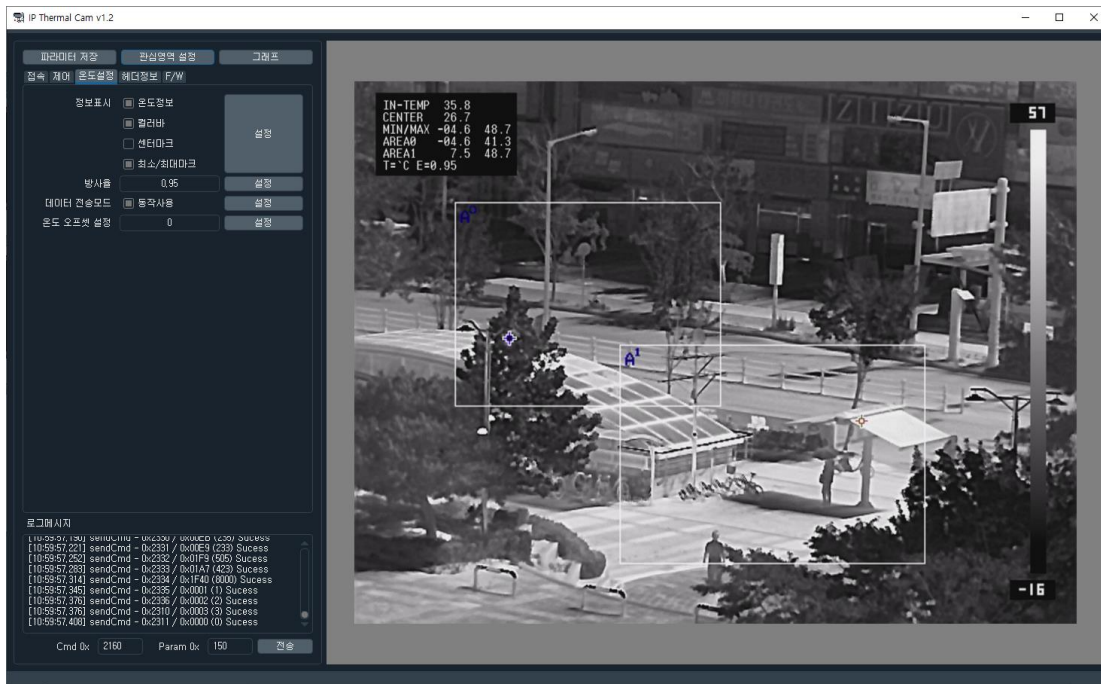 IP Thermal Cam v1.2
파라미터 저장 관심영역 설정 그래프
접속 제어 온도설정 헤더정보 F/W
정보표시 온도정보
컬러바
센터마크
최소/최대마크
설정
방사율 0,95 설정
데이터 전송모드 동작사용 설정
온도 오프셋 설정 0 설정
로그메시지
[10:59:57,190] sendCmd - 0x2330 / 0x00EB (235) Sucess
[10:59:57,221] sendCmd - 0x2331 / 0x00E9 (233) Sucess
[10:59:57,252] sendCmd - 0x2332 / 0x01F9 (505) Sucess
[10:59:57,283] sendCmd - 0x2333 / 0x01A7 (423) Sucess
[10:59:57,314] sendCmd - 0x2334 / 0x1F40 (8000) Sucess
[10:59:57,345] sendCmd - 0x2335 / 0x0001 (1) Sucess
[10:59:57,376] sendCmd - 0x2336 / 0x0002 (2) Sucess
[10:59:57,376] sendCmd - 0x2310 / 0x0003 (3) Sucess
[10:59:57,408] sendCmd - 0x2311 / 0x0000 (0) Sucess
Cmd 0x 2160 Param 0x 150 전송
IN-TEMP 35.8
CENTER 26.7
MIN/MAX -04.6 48.7
AREA0 -04.6 41.3
AREA1 7.5 48.7
T=`C E=0.95
57
A0
A1
-16